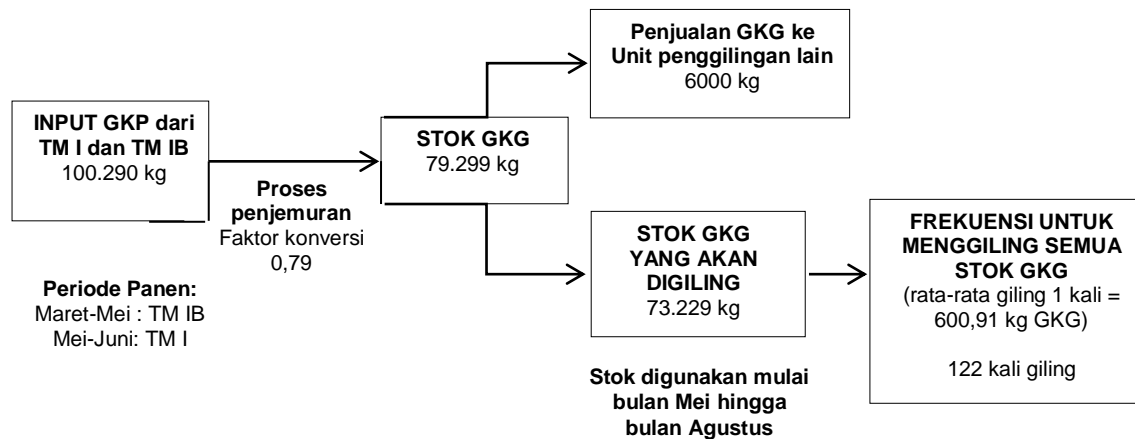 INPUT GKP dari
TM I dan TM IB
100.290 kg
Proses
penjemuran
Faktor konversi
0,79
Periode Panen:
Maret-Mei : TM IB
Mei-Juni: TM I
STOK GKG
79.299 kg
Penjualan GKG ke
Unit penggilingan lain
6000 kg
STOK GKG
YANG AKAN
DIGILING
73.229 kg
Stok digunakan mulai
bulan Mei hingga
bulan Agustus
FREKUENSI UNTUK
MENGGILING SEMUA
STOK GKG
(rata-rata giling 1 kali =
600,91 kg GKG)
122 kali giling